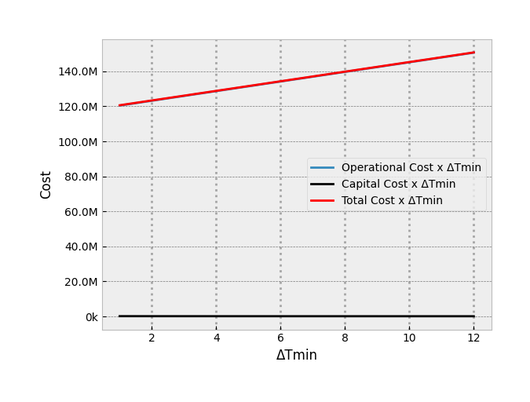 140.0M
120.0M
100.0M
80.0M
60.0M
40.0M
20.0M
0k
Cost
Operational Cost x ΔTmin
Capital Cost x ΔTmin
Total Cost x ΔTmin
2 4 6 8 10 12
ΔTmin